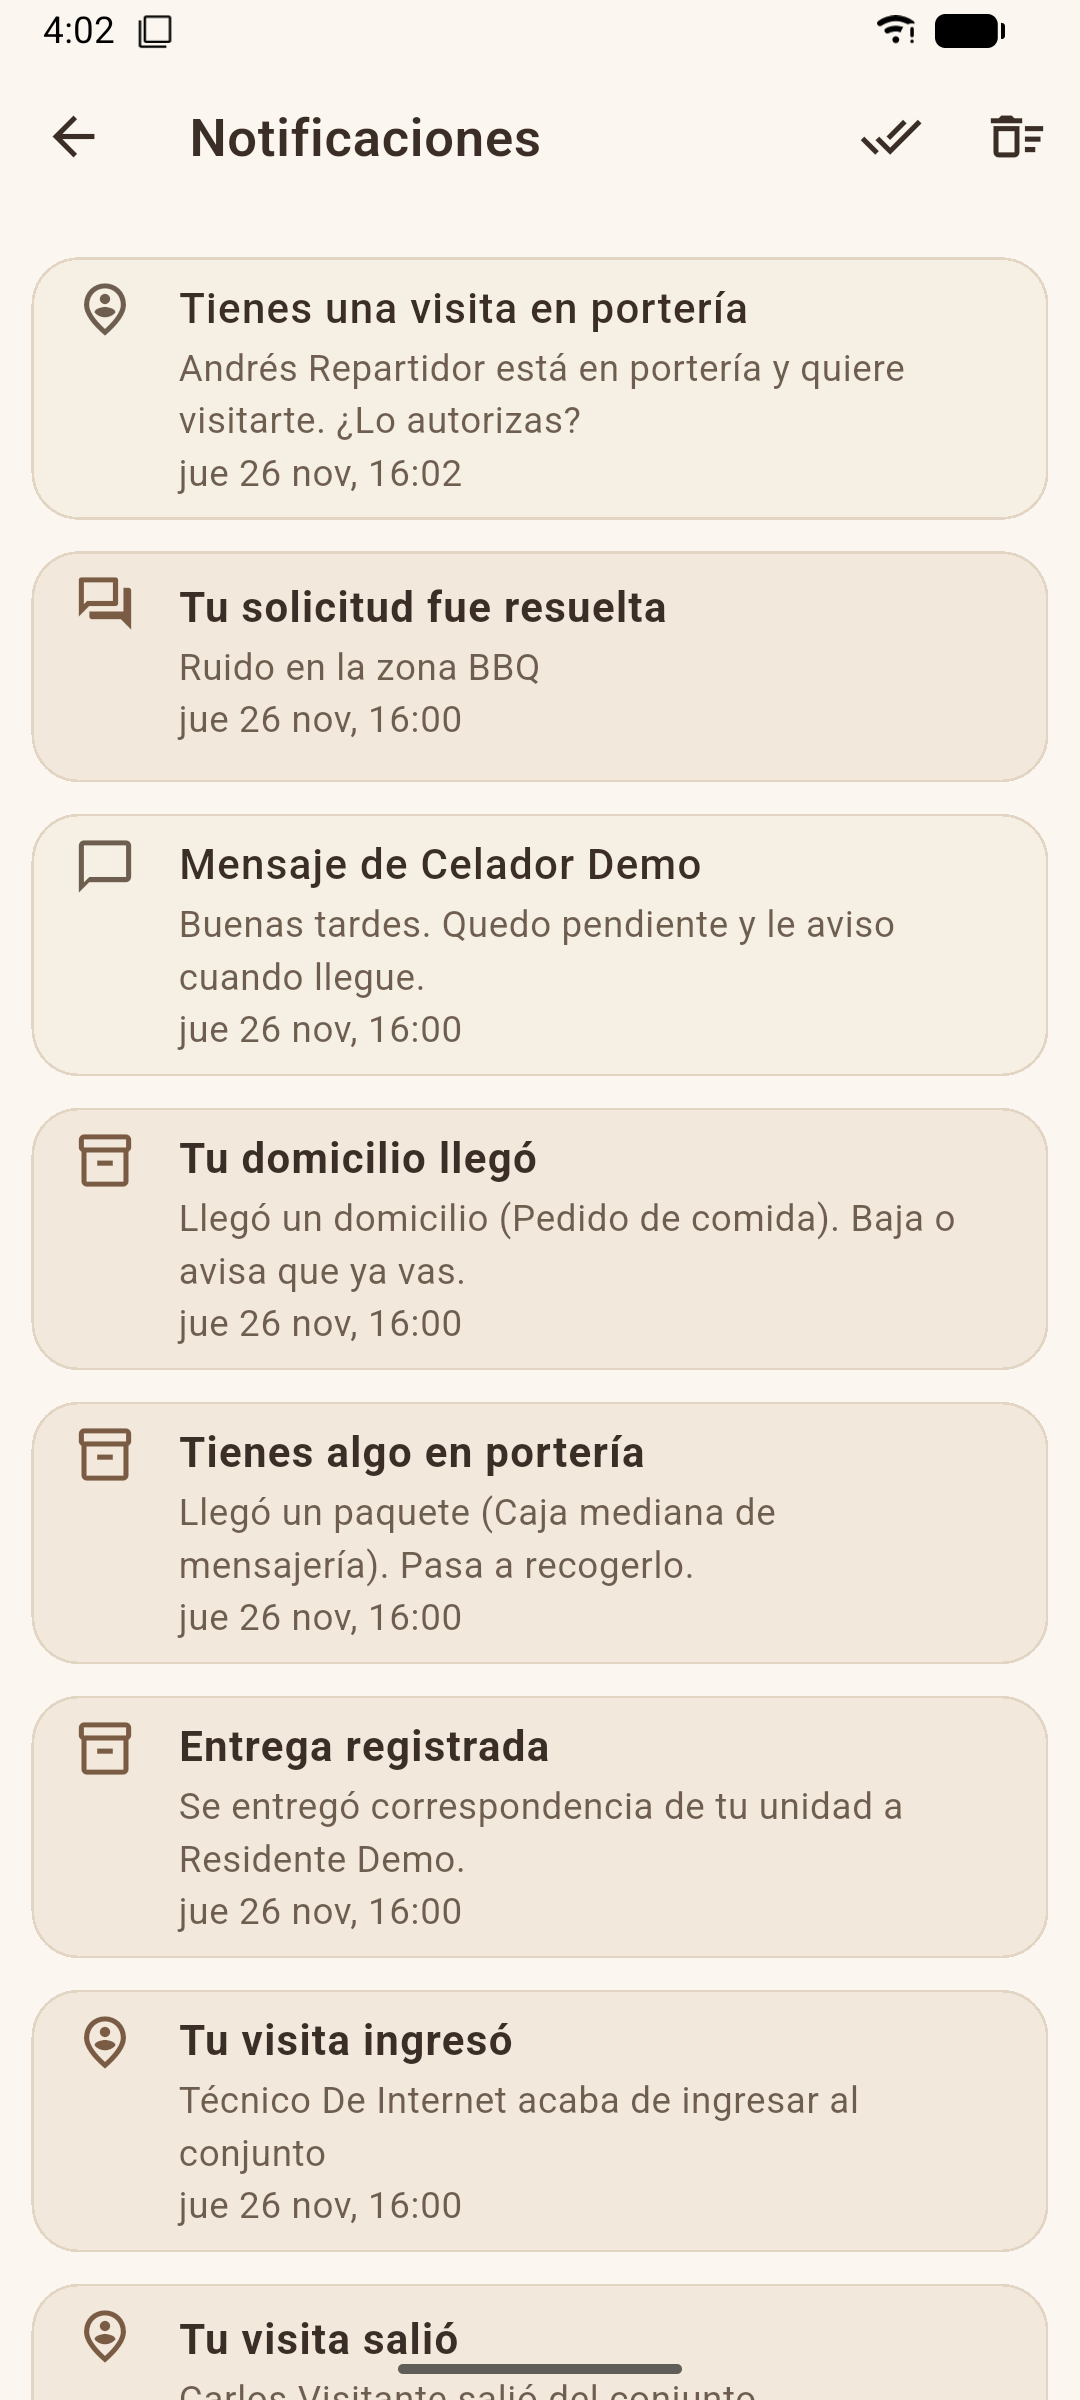 4:02
Notificaciones
Tienes una visita en portería
Andrés Repartidor está en portería y quiere
visitarte. ¿Lo autorizas?
jue 26 nov, 16:02
Tu solicitud fue resuelta
Ruido en la zona BBQ
jue 26 nov, 16:00
Mensaje de Celador Demo
Buenas tardes. Quedo pendiente y le aviso
cuando llegue.
jue 26 nov, 16:00
Tu domicilio llegó
Llegó un domicilio (Pedido de comida). Baja o
avisa que ya vas.
jue 26 nov, 16:00
Tienes algo en portería
Llegó un paquete (Caja mediana de
mensajería). Pasa a recogerlo.
jue 26 nov, 16:00
Entrega registrada
Se entregó correspondencia de tu unidad a
Residente Demo.
jue 26 nov, 16:00
Tu visita ingresó
Técnico De Internet acaba de ingresar al
conjunto
jue 26 nov, 16:00
Tu visita salió
Carlos Visitante salió del conjunto